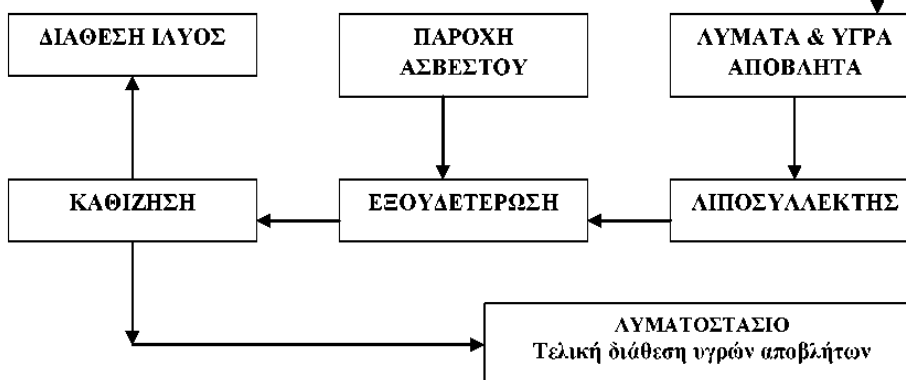 ΔΙΑΘΕΣΗ ΙΛΥΟΣ
ΠΑΡΟΧΗ
ΑΣΒΕΣΤΟΥ
ΛΥΜΑΤΑ & ΥΓΡΑ
ΑΠΟΒΛΗΤΑ
ΚΑΘΙΖΗΣΗ
ΕΞΟΥΔΕΤΕΡΩΣΗ
ΛΙΠΟΣΥΛΛΕΚΤΗΣ
ΛΥΜΑΤΟΣΤΑΣΙΟ
Τελική διάθεση υγρών αποβλήτων